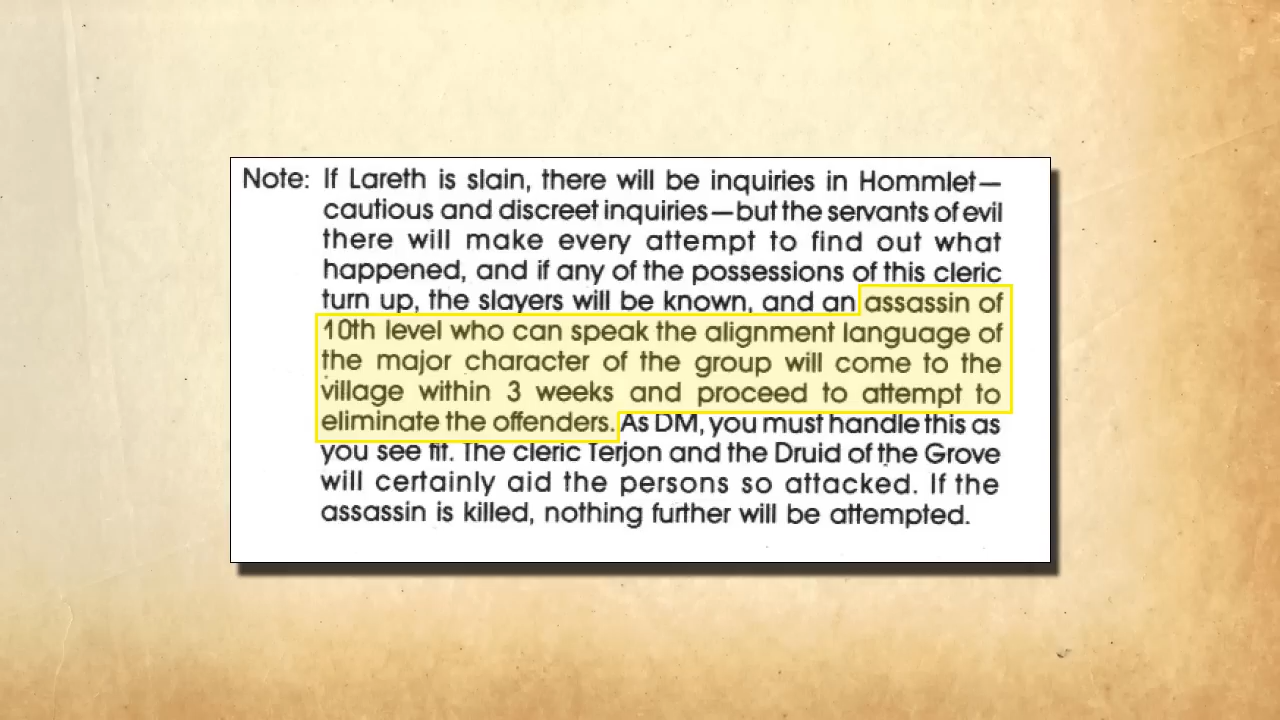 Note: If Lareth is slain, there will be inquiries in Hommlet—
cautious and discreet inquiries—but the servants of evil
there will make every attempt to find out what
happened, and if any of the possessions of this cleric
turn up, the slayers will be known, and an assassin of
10th level who can speak the alignment language of
the major character of the group will come to the
village within 3 weeks and proceed to attempt to
eliminate the offenders. As DM, you must handle this as
you see fit. The cleric Terjon and the Druid of the Grove
will certainly aid the persons so attacked. If the
assassin is killed, nothing further will be attempted.